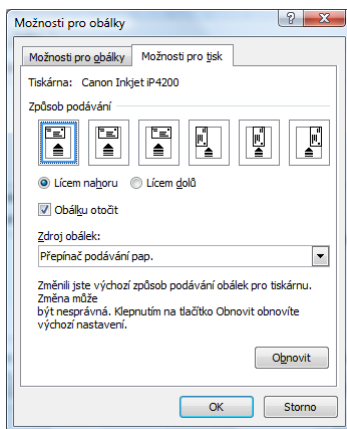 Možnosti pro obálky
Možnosti pro obálky Možnosti pro tisk
Tiskárna: Canon Inkjet iP4200
Způsob podávání
Lícem nahoru Lícem dolů
Obálku otočit
Zdroj obálek:
Přepínač podávání pap.
Změnili jste výchozí způsob podávání obálek pro tiskárnu.
Změna může
být nesprávná. Klepnutím na tlačítko Obnovit obnovíte
výchozí nastavení.
Obnovit
OK Storno